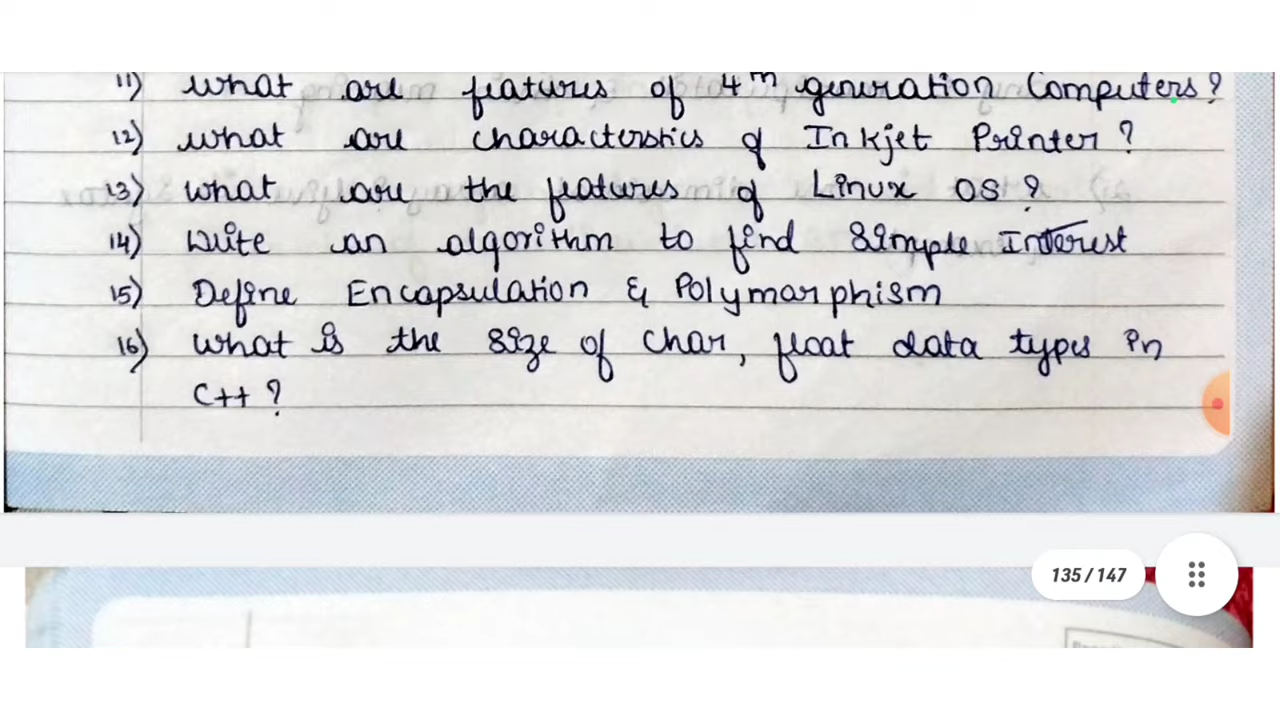 11) what are features of 4th generation Computers?
12) what are characterstics of Inkjet Printer?
13) what are the features of Linux OS?
14) Write an algorithm to find Simple Interest
15) Define Encapsulation & Polymorphism
16) What is the size of Char, float data types in
C++?
135 / 147